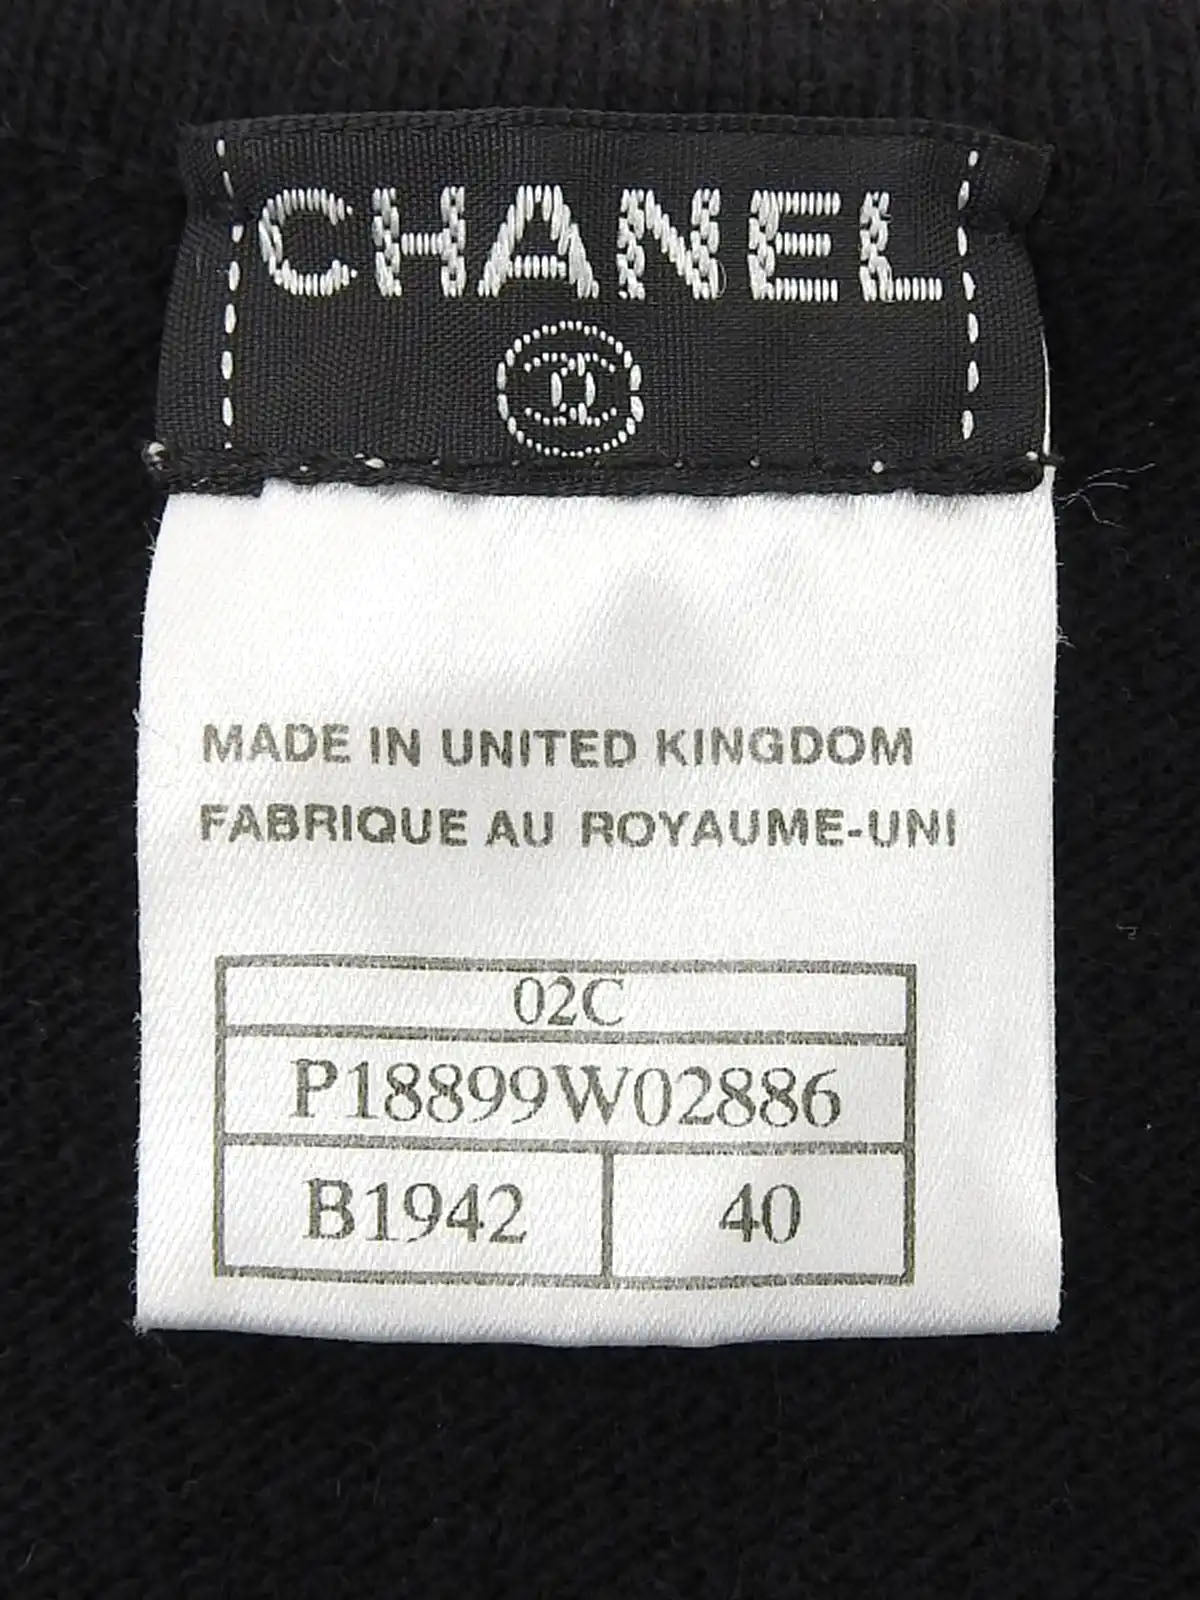 CHANEL
MADE IN UNITED KINGDOM
FABRIQUE AU ROYAUME-UNI
02C
P18899W02886
B1942 40